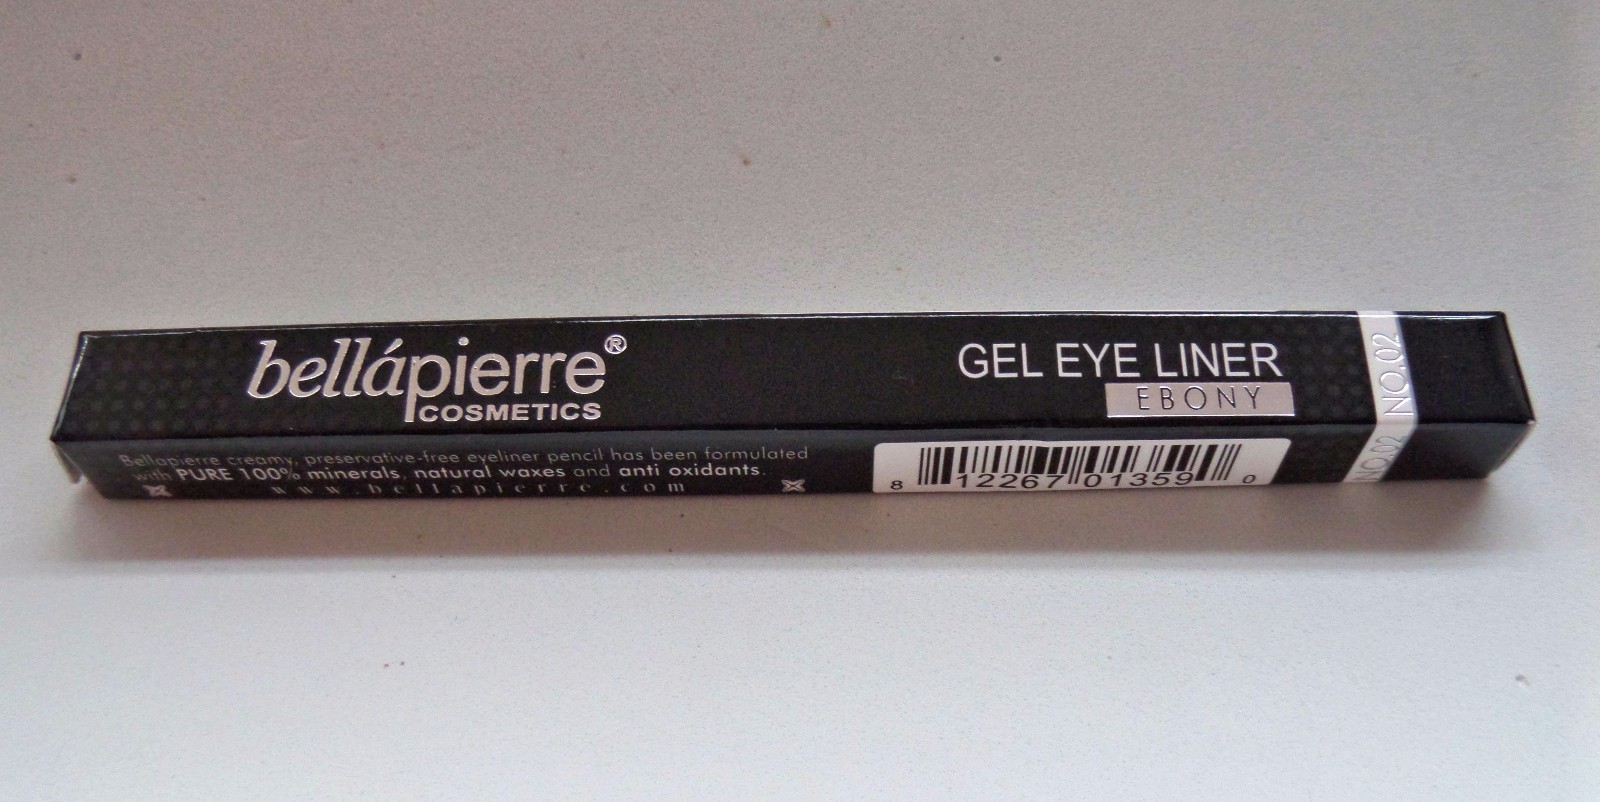 bellápierre®
COSMETICS
GEL EYE LINER
EBONY
NO.02
Bellapierre creamy, preservative-free eyeliner pencil has been formulated
with PURE 100% minerals, natural waxes and anti oxidants.
www.bellapierre.com
8 12267 01359 0
NO.02